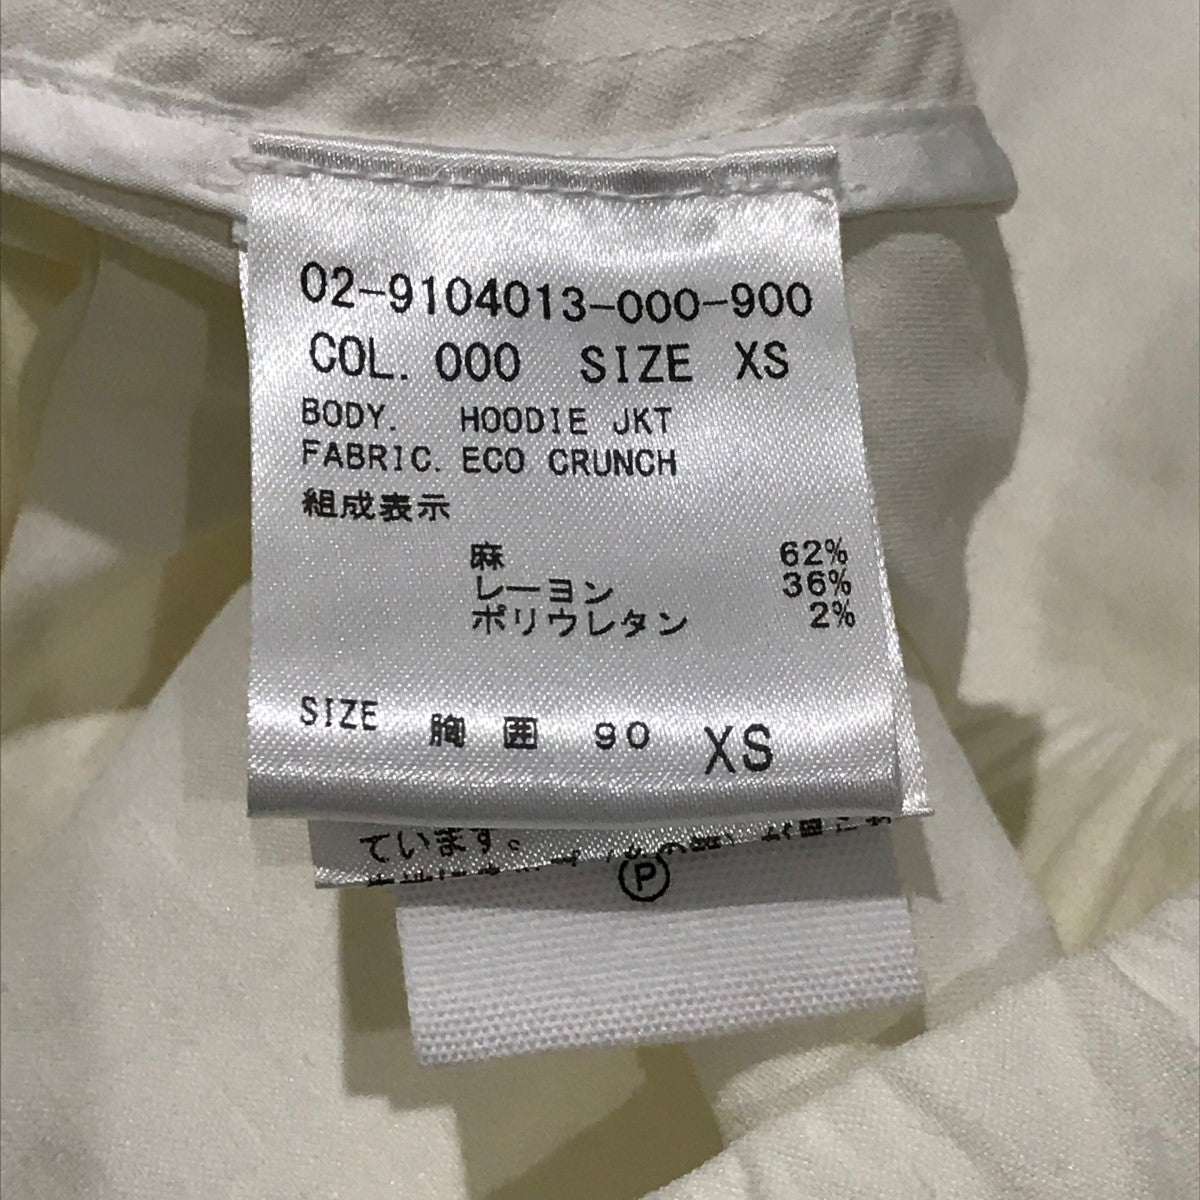 02-9104013-000-900
COL. 000 SIZE XS
BODY. HOODIE JKT
FABRIC. ECO CRUNCH
組成表示
麻 62%
レーヨン 36%
ポリウレタン 2%
SIZE 胸囲 90 XS
ています。
P